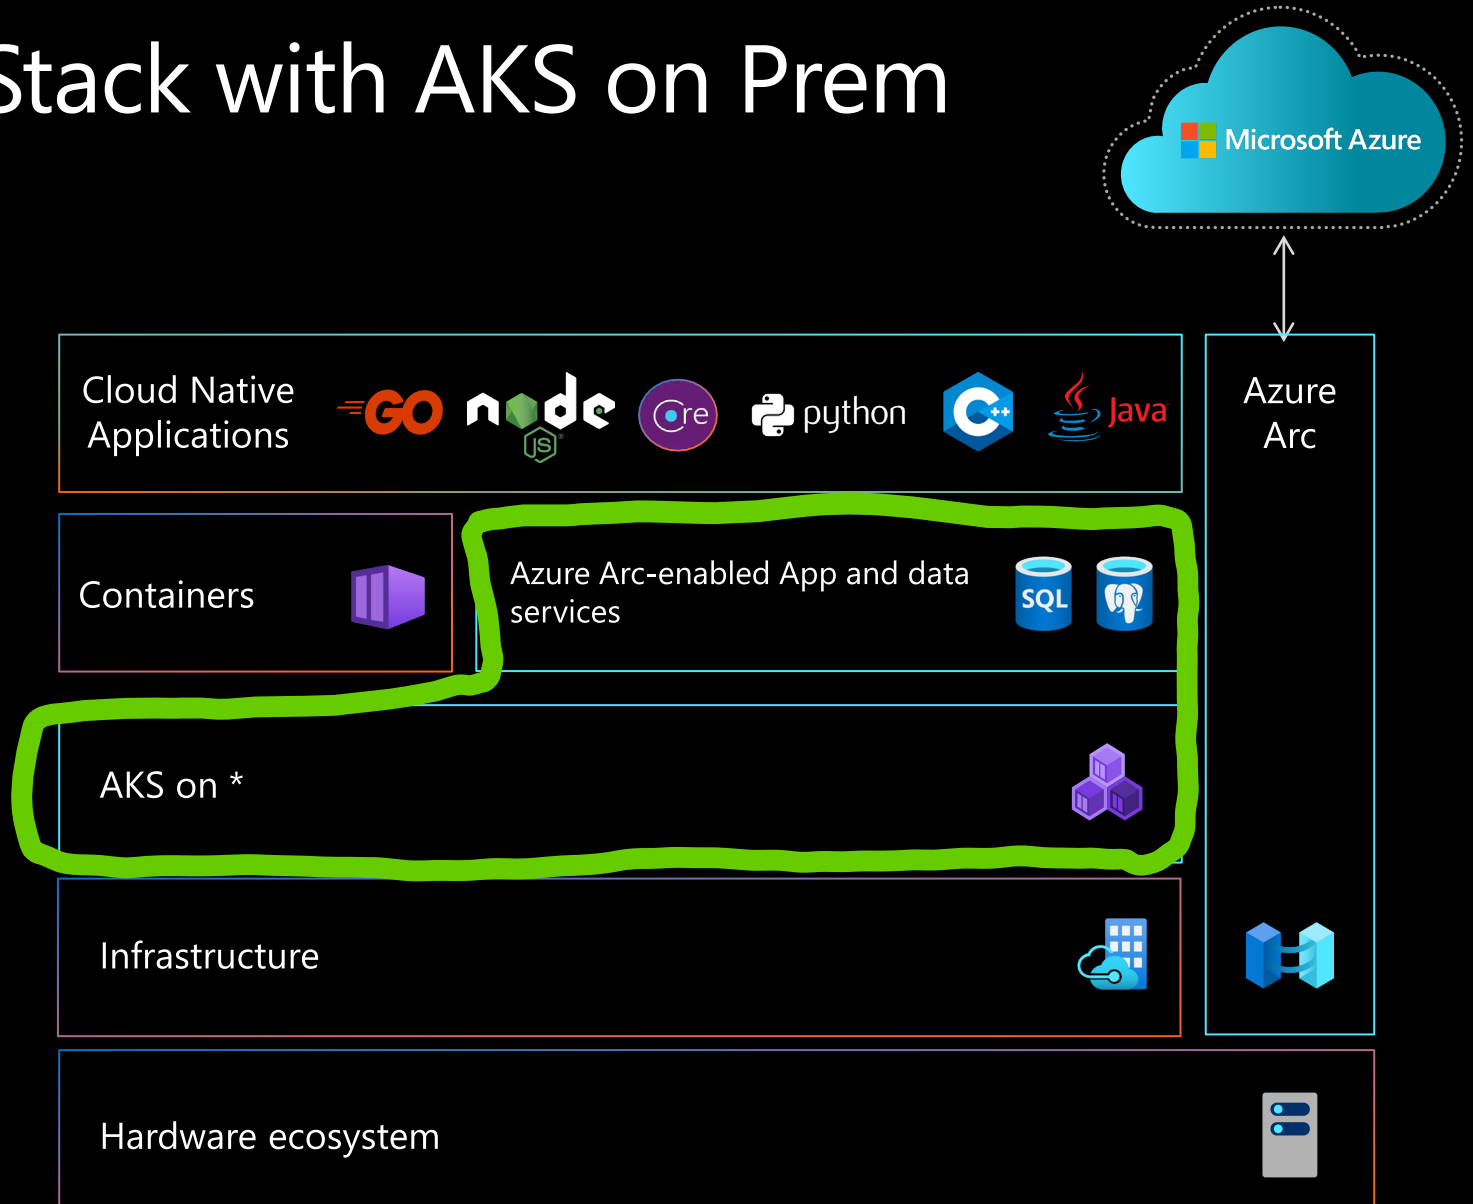 Stack with AKS on Prem
Microsoft Azure
Cloud Native
Applications
GO
node
JS
Core
python
C++
Java
Azure
Arc
Containers
Azure Arc-enabled App and data
services
SQL
AKS on *
Infrastructure
Hardware ecosystem